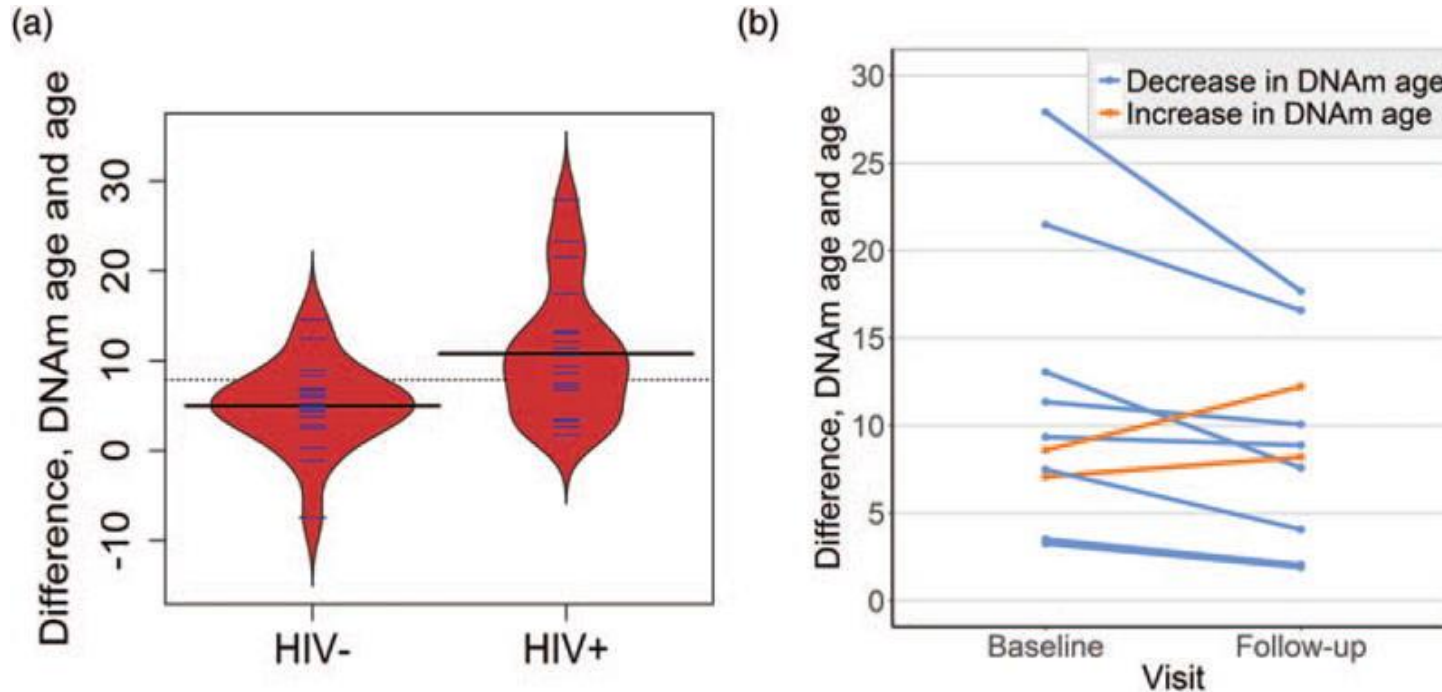 (a)
Difference, DNAm age and age
30
20
10
0
-10
HIV-
HIV+
(b)
Difference, DNAm age and age
30
25
20
15
10
5
0
Decrease in DNAm age
Increase in DNAm age
Baseline
Follow-up
Visit